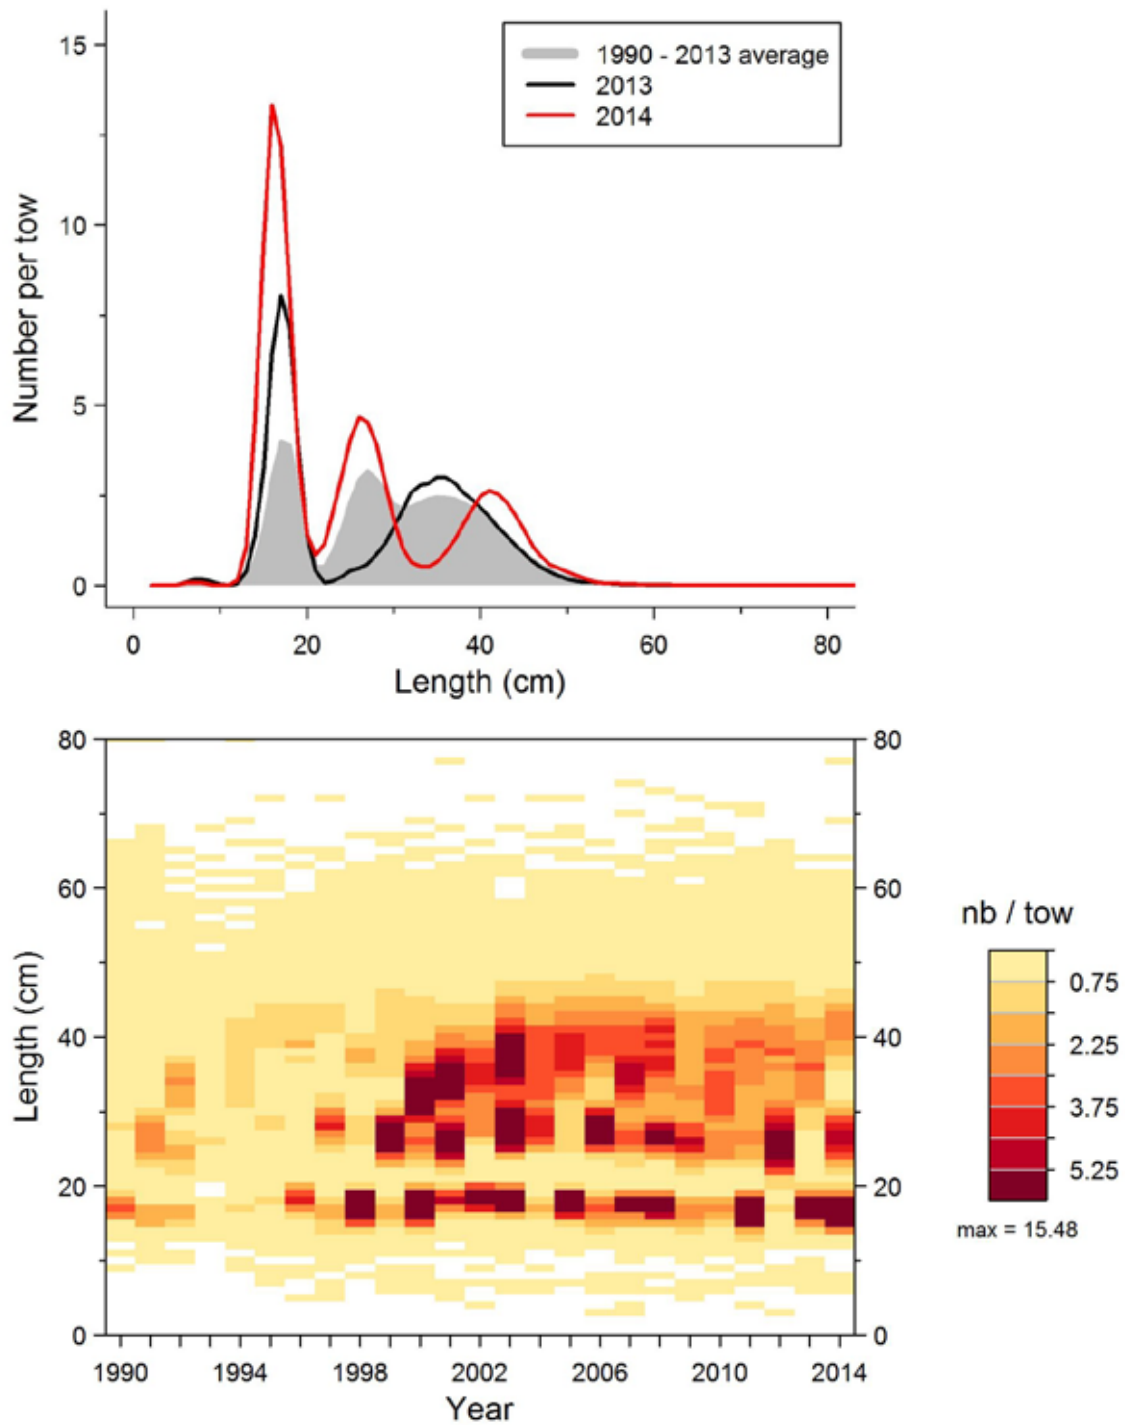 15
10
5
0
Number per tow
1990 - 2013 average
2013
2014
0 20 40 60 80
Length (cm)
80 80
60 60
40 40
20 20
0 0
Length (cm)
1990 1994 1998 2002 2006 2010 2014
Year
nb / tow
0.75
2.25
3.75
5.25
max = 15.48